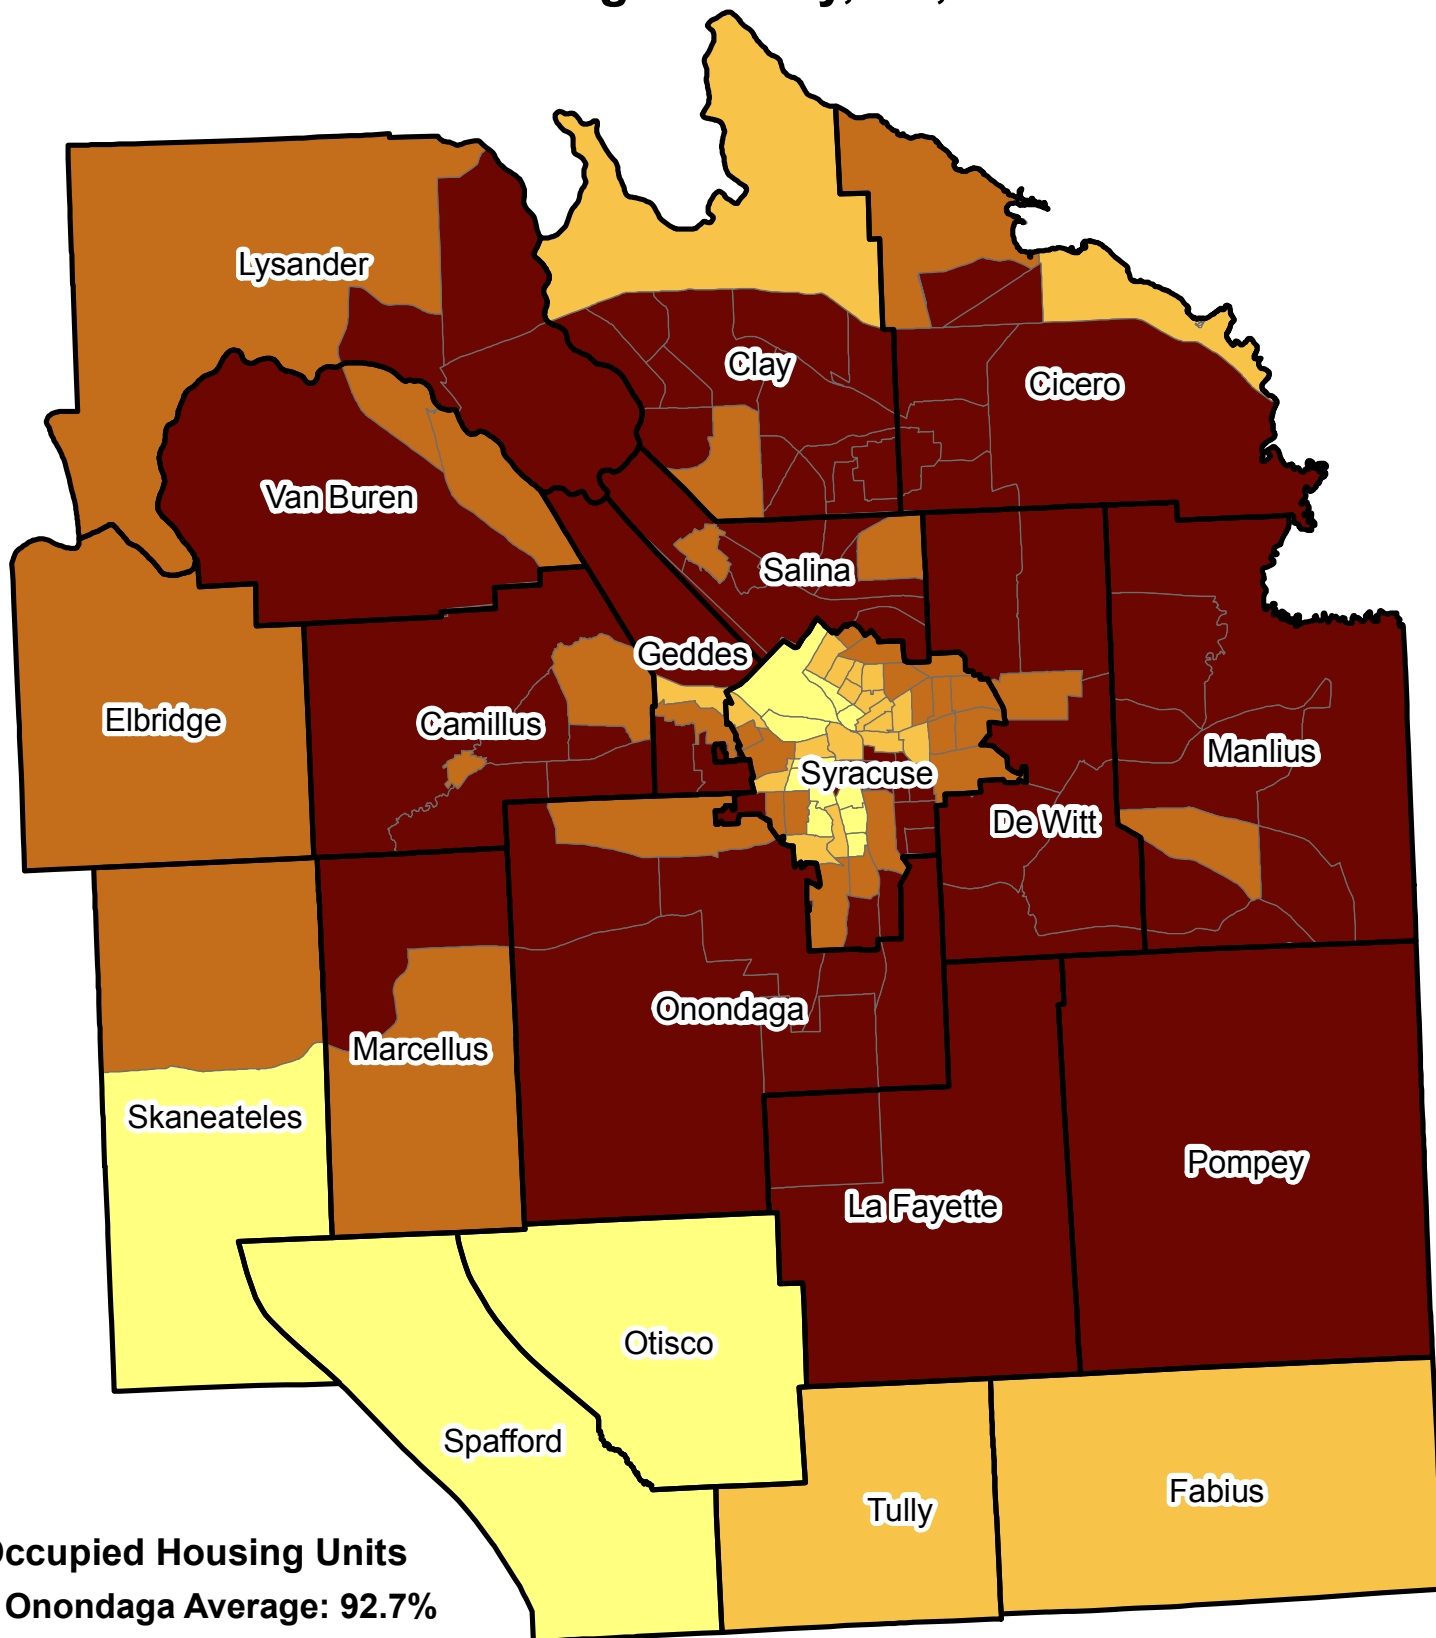 Lysander
Clay
Cicero
Van Buren
Salina
Geddes
Elbridge
Camillus
Manlius
Syracuse
De Witt
Onondaga
Marcellus
Skaneateles
Pompey
La Fayette
Otisco
Spafford
Fabius
Tully
Occupied Housing Units
Onondaga Average: 92.7%